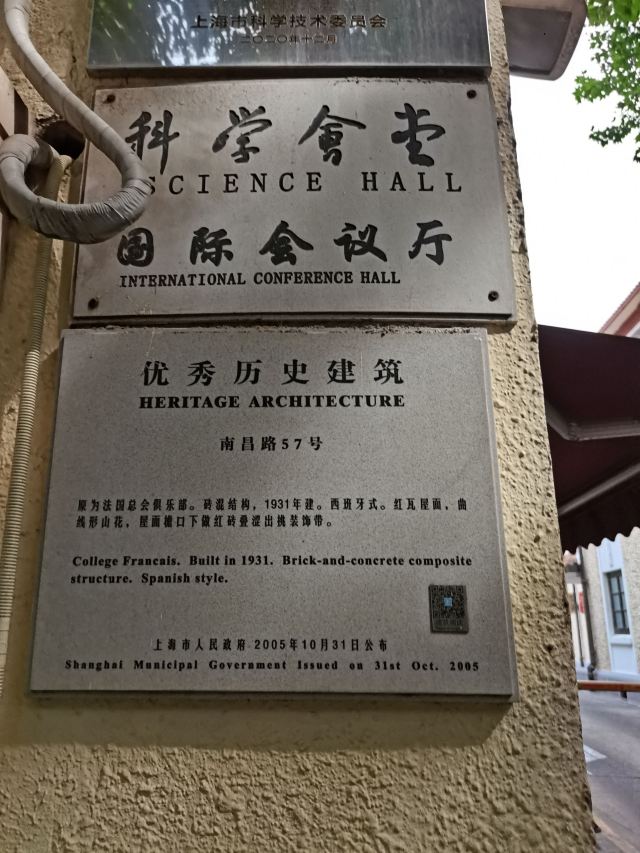 上海市科学技术委员会
二〇二〇年十二月
科学會堂
SCIENCE HALL
国际会议厅
INTERNATIONAL CONFERENCE HALL
优秀历史建筑
HERITAGE ARCHITECTURE
南昌路57号
原为法国总会俱乐部。砖混结构，1931年建。西班牙式。红瓦屋面，曲
线形山花，屋面檐口下做红砖叠涩出挑装饰带。
College Francais. Built in 1931. Brick-and-concrete composite
structure. Spanish style.
上海市人民政府 2005年10月31日公布
Shanghai Municipal Government Issued on 31st Oct. 2005